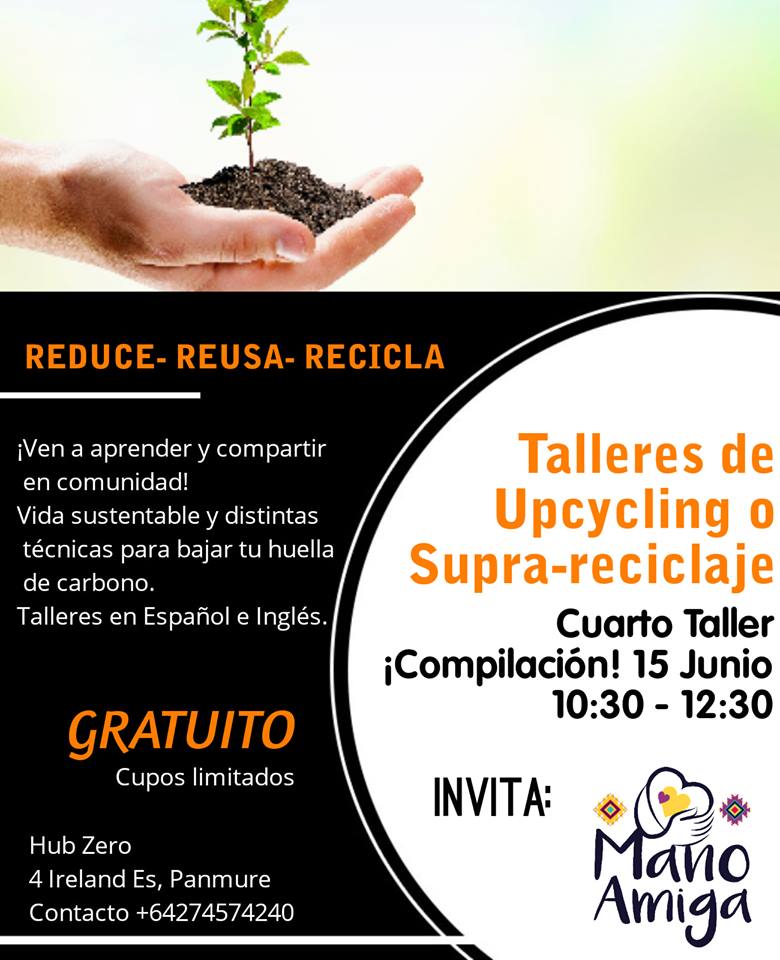 REDUCE- REUSA- RECICLA
¡Ven a aprender y compartir
en comunidad!
Vida sustentable y distintas
técnicas para bajar tu huella
de carbono.
Talleres en Español e Inglés.
GRATUITO
Cupos limitados
Hub Zero
4 Ireland Es, Panmure
Contacto +64274574240
Talleres de
Upcycling o
Supra-reciclaje
Cuarto Taller
¡Compilación! 15 Junio
10:30 - 12:30
INVITA:
Mano
Amiga